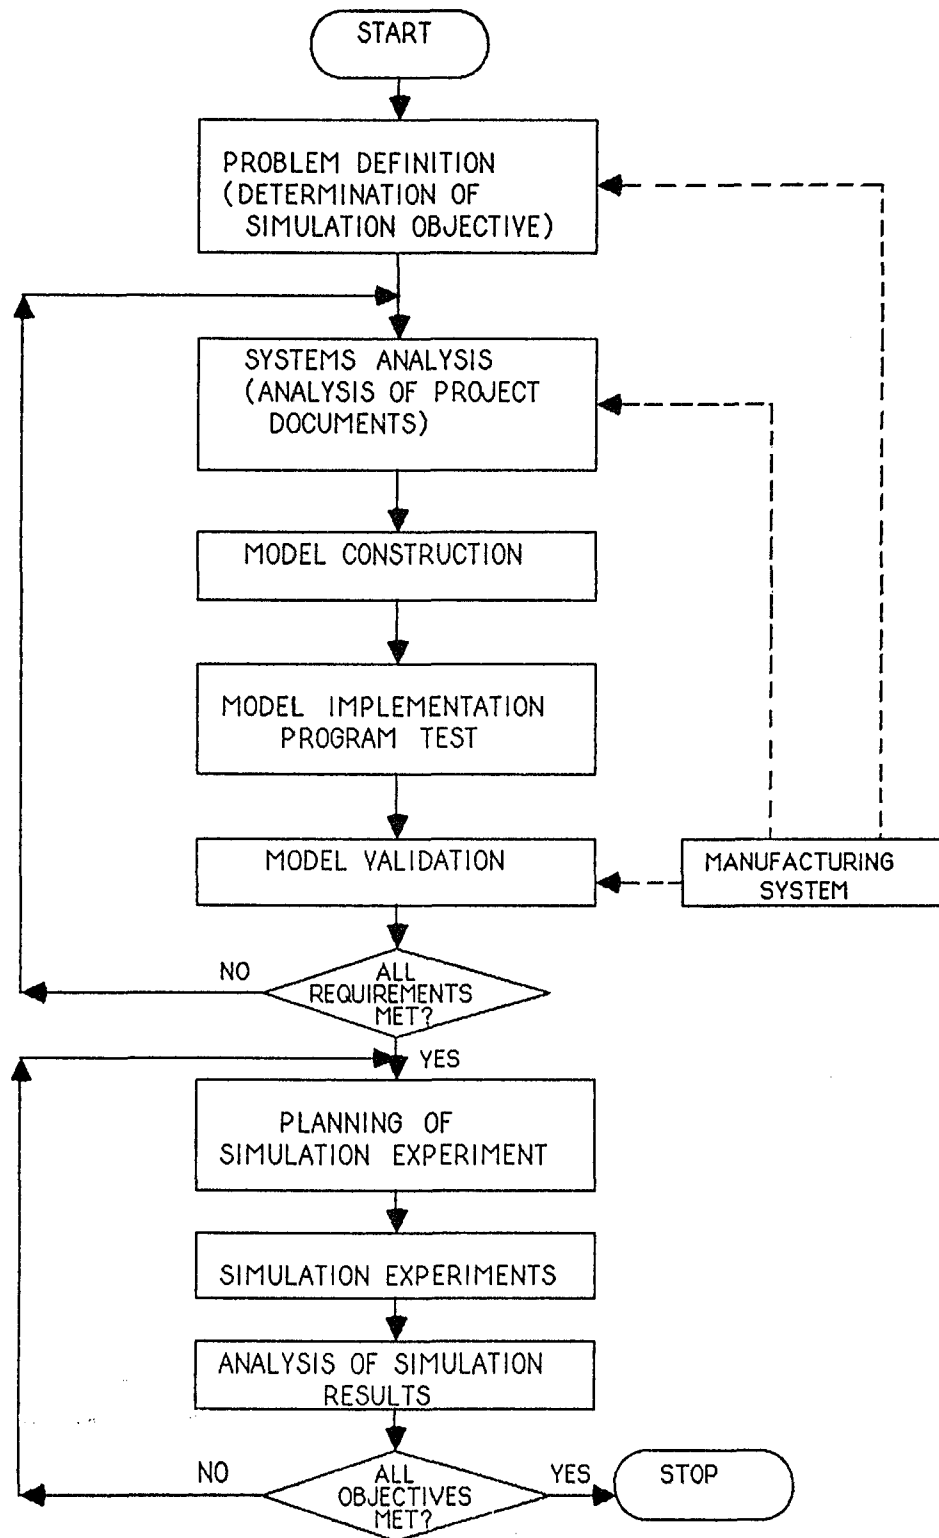 START
PROBLEM DEFINITION
(DETERMINATION OF
SIMULATION OBJECTIVE)
SYSTEMS ANALYSIS
(ANALYSIS OF PROJECT
DOCUMENTS)
MODEL CONSTRUCTION
MODEL IMPLEMENTATION
PROGRAM TEST
MODEL VALIDATION
MANUFACTURING
SYSTEM
NO
ALL
REQUIREMENTS
MET?
YES
PLANNING OF
SIMULATION EXPERIMENT
SIMULATION EXPERIMENTS
ANALYSIS OF SIMULATION
RESULTS
NO
ALL
OBJECTIVES
MET?
YES
STOP